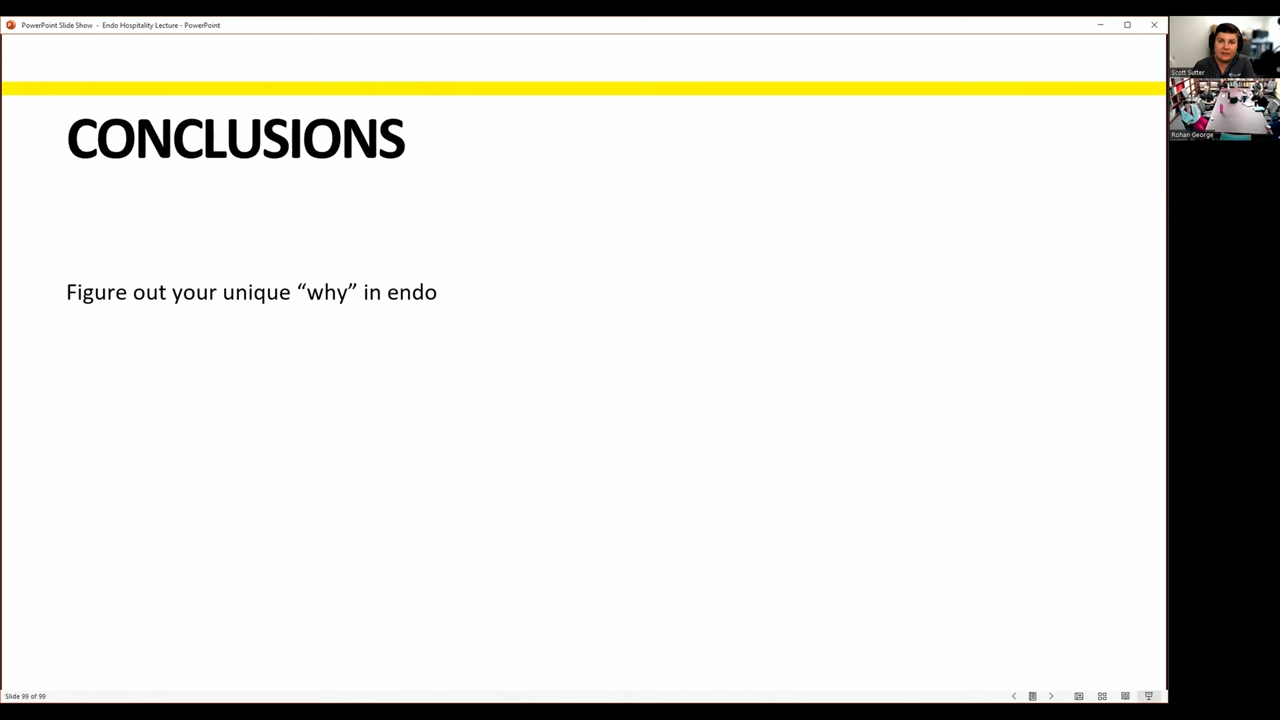 PowerPoint Slide Show - Endo Hospitality Lecture - PowerPoint
Scott Sutter
CONCLUSIONS
Rohan George
Figure out your unique “why” in endo
Slide 99 of 99